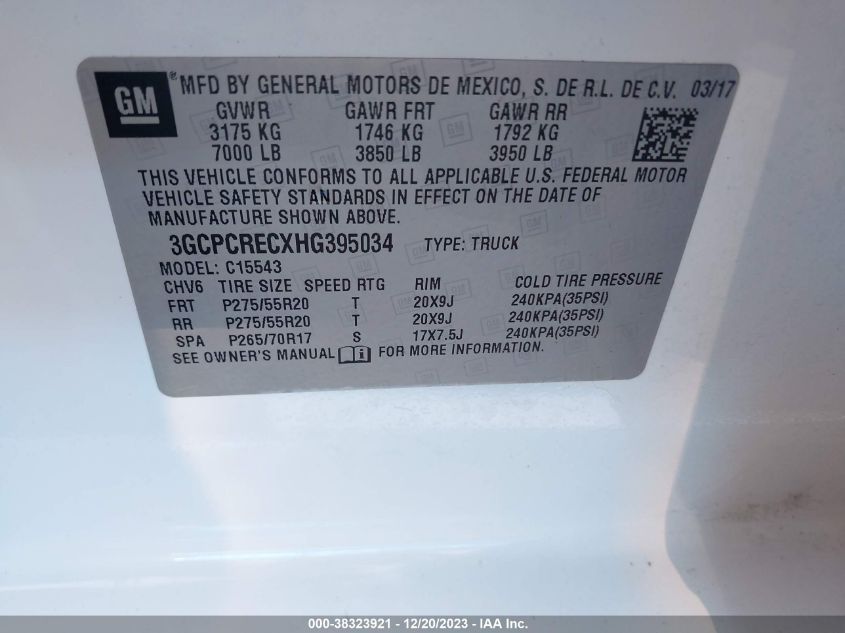 GM ® MFD BY GENERAL MOTORS DE MEXICO, S. DE R.L. DE C.V. 03/17
GVWR GAWR FRT GAWR RR
3175 KG 1746 KG 1792 KG
7000 LB 3850 LB 3950 LB
THIS VEHICLE CONFORMS TO ALL APPLICABLE U.S. FEDERAL MOTOR
VEHICLE SAFETY STANDARDS IN EFFECT ON THE DATE OF
MANUFACTURE SHOWN ABOVE.
3GCPCRECXHG395034 TYPE: TRUCK
MODEL: C15543
CHV6 TIRE SIZE SPEED RTG RIM COLD TIRE PRESSURE
FRT P275/55R20 T 20X9J 240KPA(35PSI)
RR P275/55R20 T 20X9J 240KPA(35PSI)
SPA P265/70R17 S 17X7.5J 240KPA(35PSI)
SEE OWNER'S MANUAL FOR MORE INFORMATION.
000-38323921 - 12/20/2023 - IAA Inc.